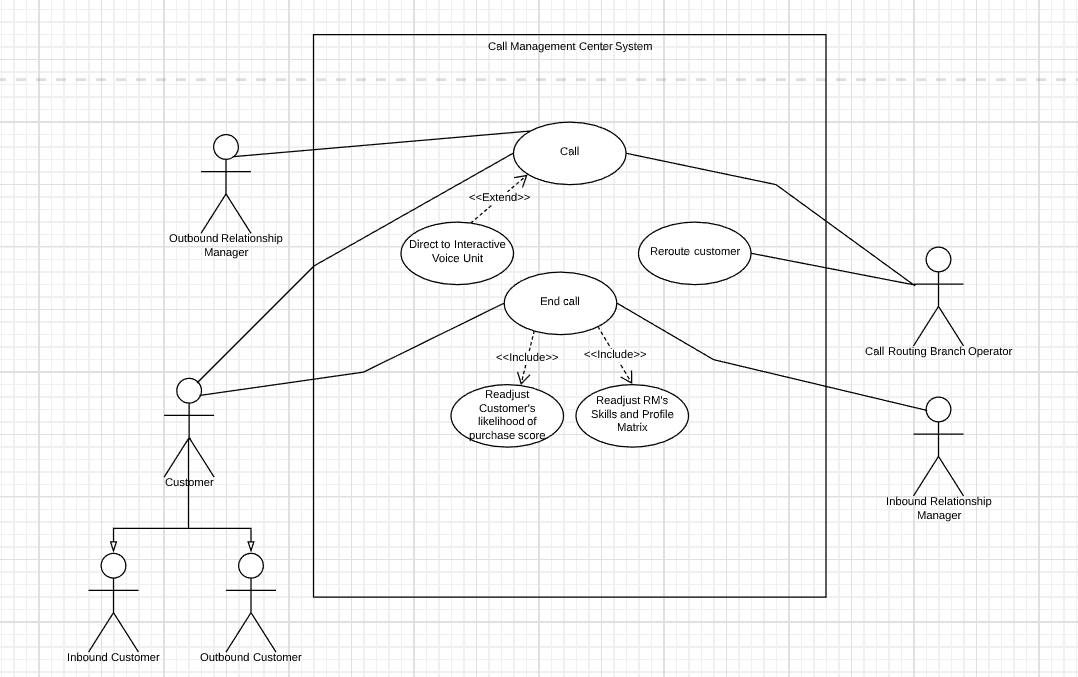 Call Management Center System
Call
<<Extend>>
Outbound Relationship
Manager
Direct to Interactive
Voice Unit
Reroute customer
End call
Call Routing Branch Operator
<<Include>>
<<Include>>
Readjust
Customer's
likelihood of
purchase score
Readjust RM's
Skills and Profile
Matrix
Customer
Inbound Relationship
Manager
Inbound Customer
Outbound Customer